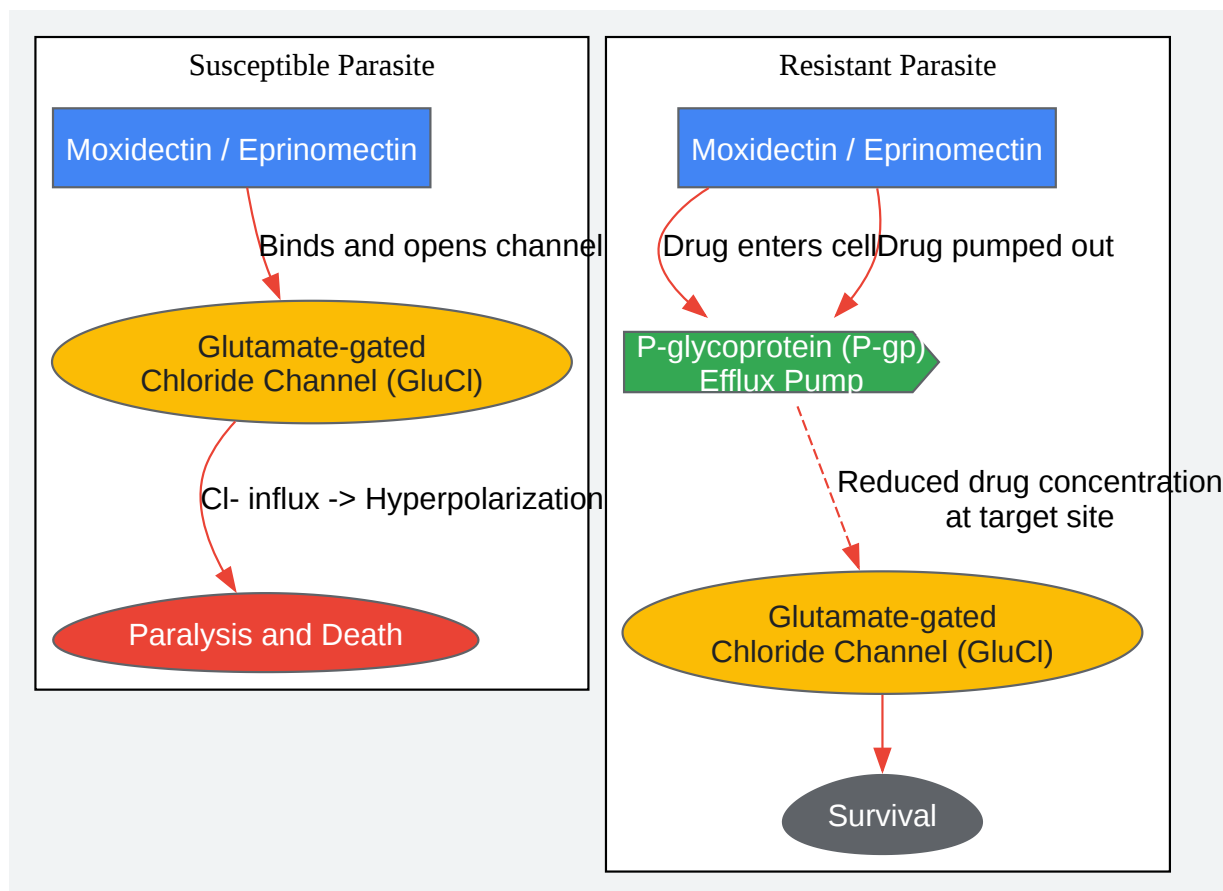 Susceptible Parasite
Moxidectin / Eprinomectin
Binds and opens channel
Glutamate-gated
Chloride Channel (GluCl)
Cl- influx -> Hyperpolarization
Paralysis and Death
Resistant Parasite
Moxidectin / Eprinomectin
Drug enters cell
Drug pumped out
P-glycoprotein (P-gp)
Efflux Pump
Reduced drug concentration
at target site
Glutamate-gated
Chloride Channel (GluCl)
Survival